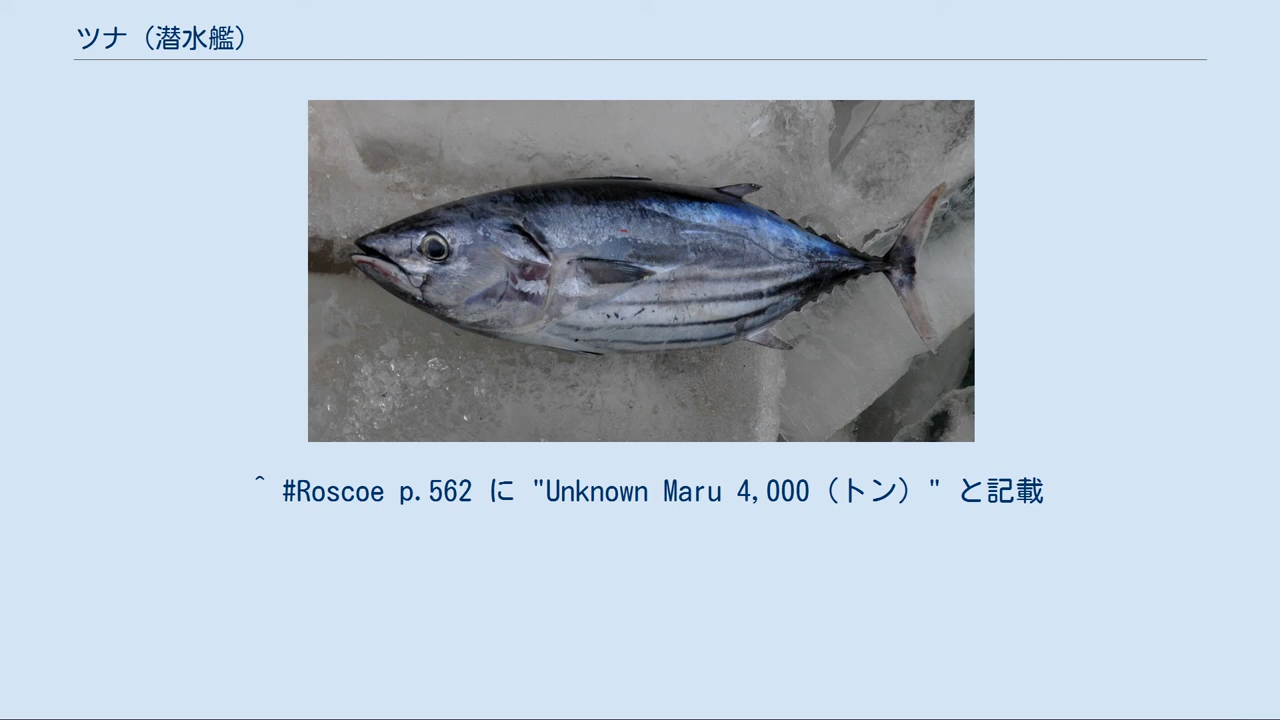 ツナ（潜水艦）
^ #Roscoe p.562 に "Unknown Maru 4,000（トン）" と記載